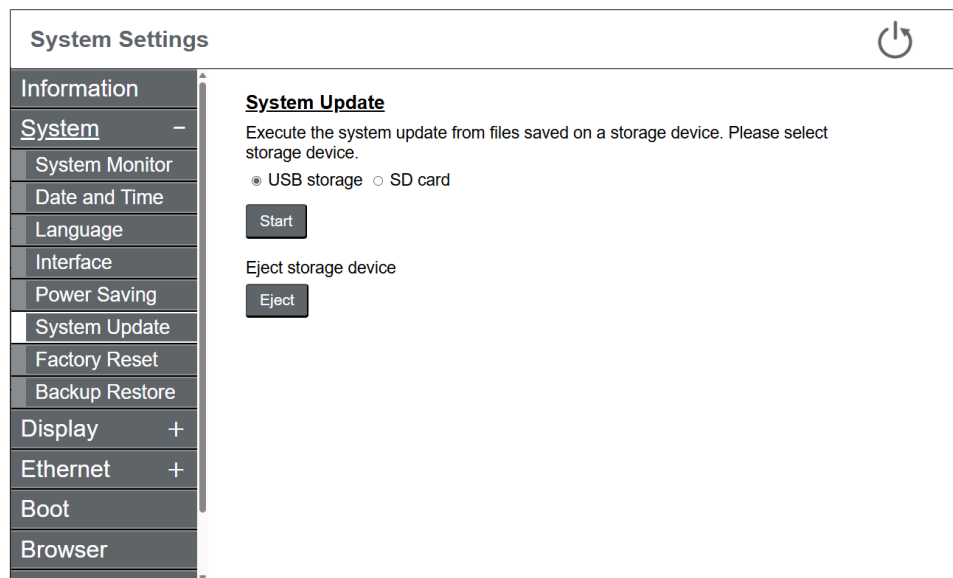 System Settings
Information
System −
System Monitor
Date and Time
Language
Interface
Power Saving
System Update
Factory Reset
Backup Restore
Display +
Ethernet +
Boot
Browser
System Update
Execute the system update from files saved on a storage device. Please select
storage device.
USB storage SD card
Start
Eject storage device
Eject